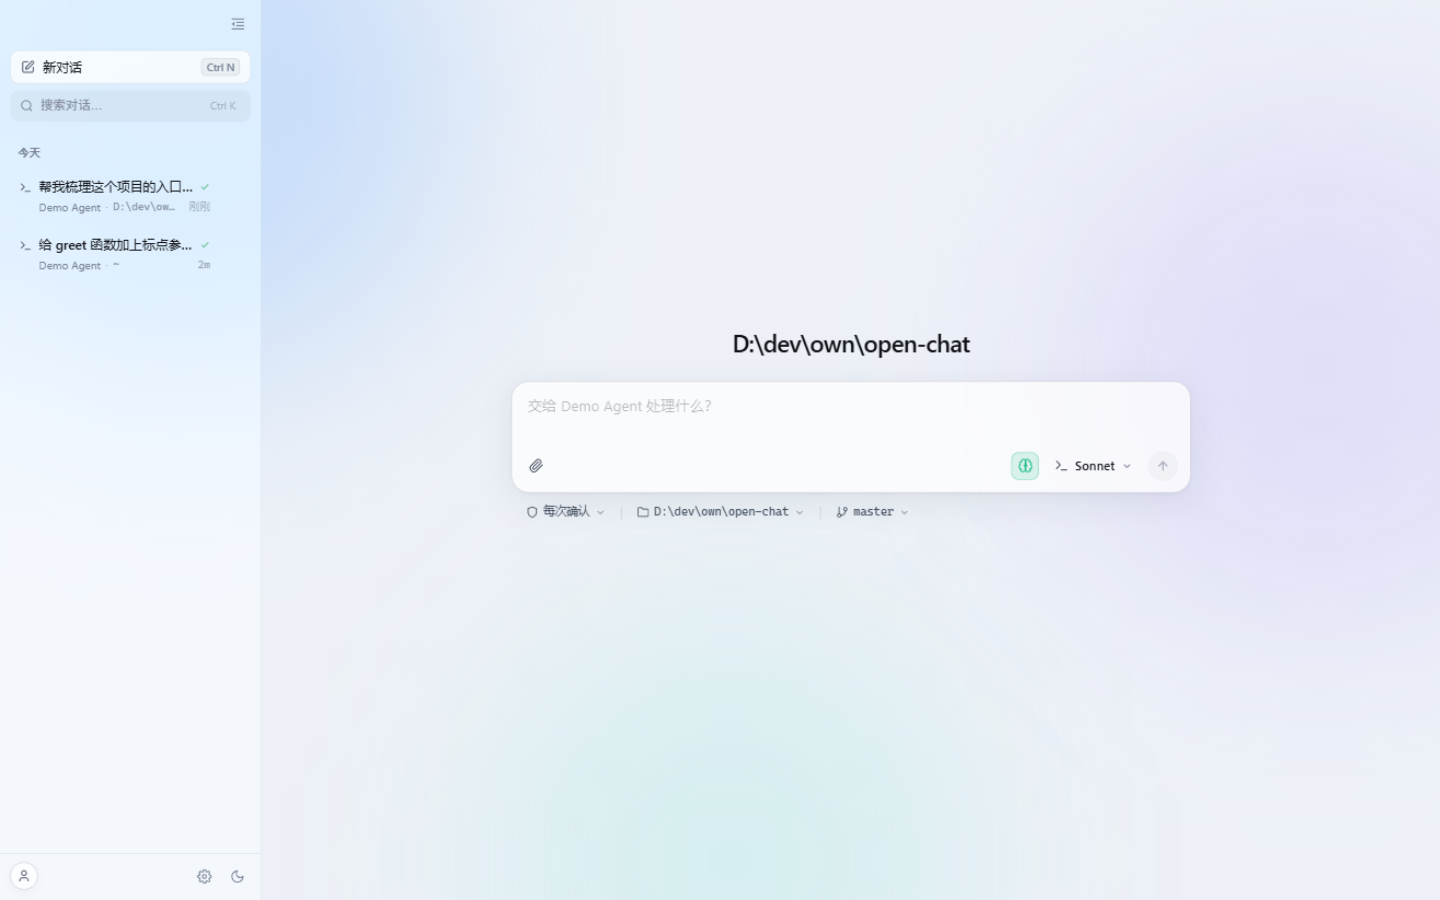 新对话 Ctrl N
搜索对话... Ctrl K
今天
帮我梳理这个项目的入口...
Demo Agent · D:\dev\ow... 刚刚
给 greet 函数加上标点参...
Demo Agent · ~ 2m
D:\dev\own\open-chat
交给 Demo Agent 处理什么?
Sonnet
每次确认 D:\dev\own\open-chat master